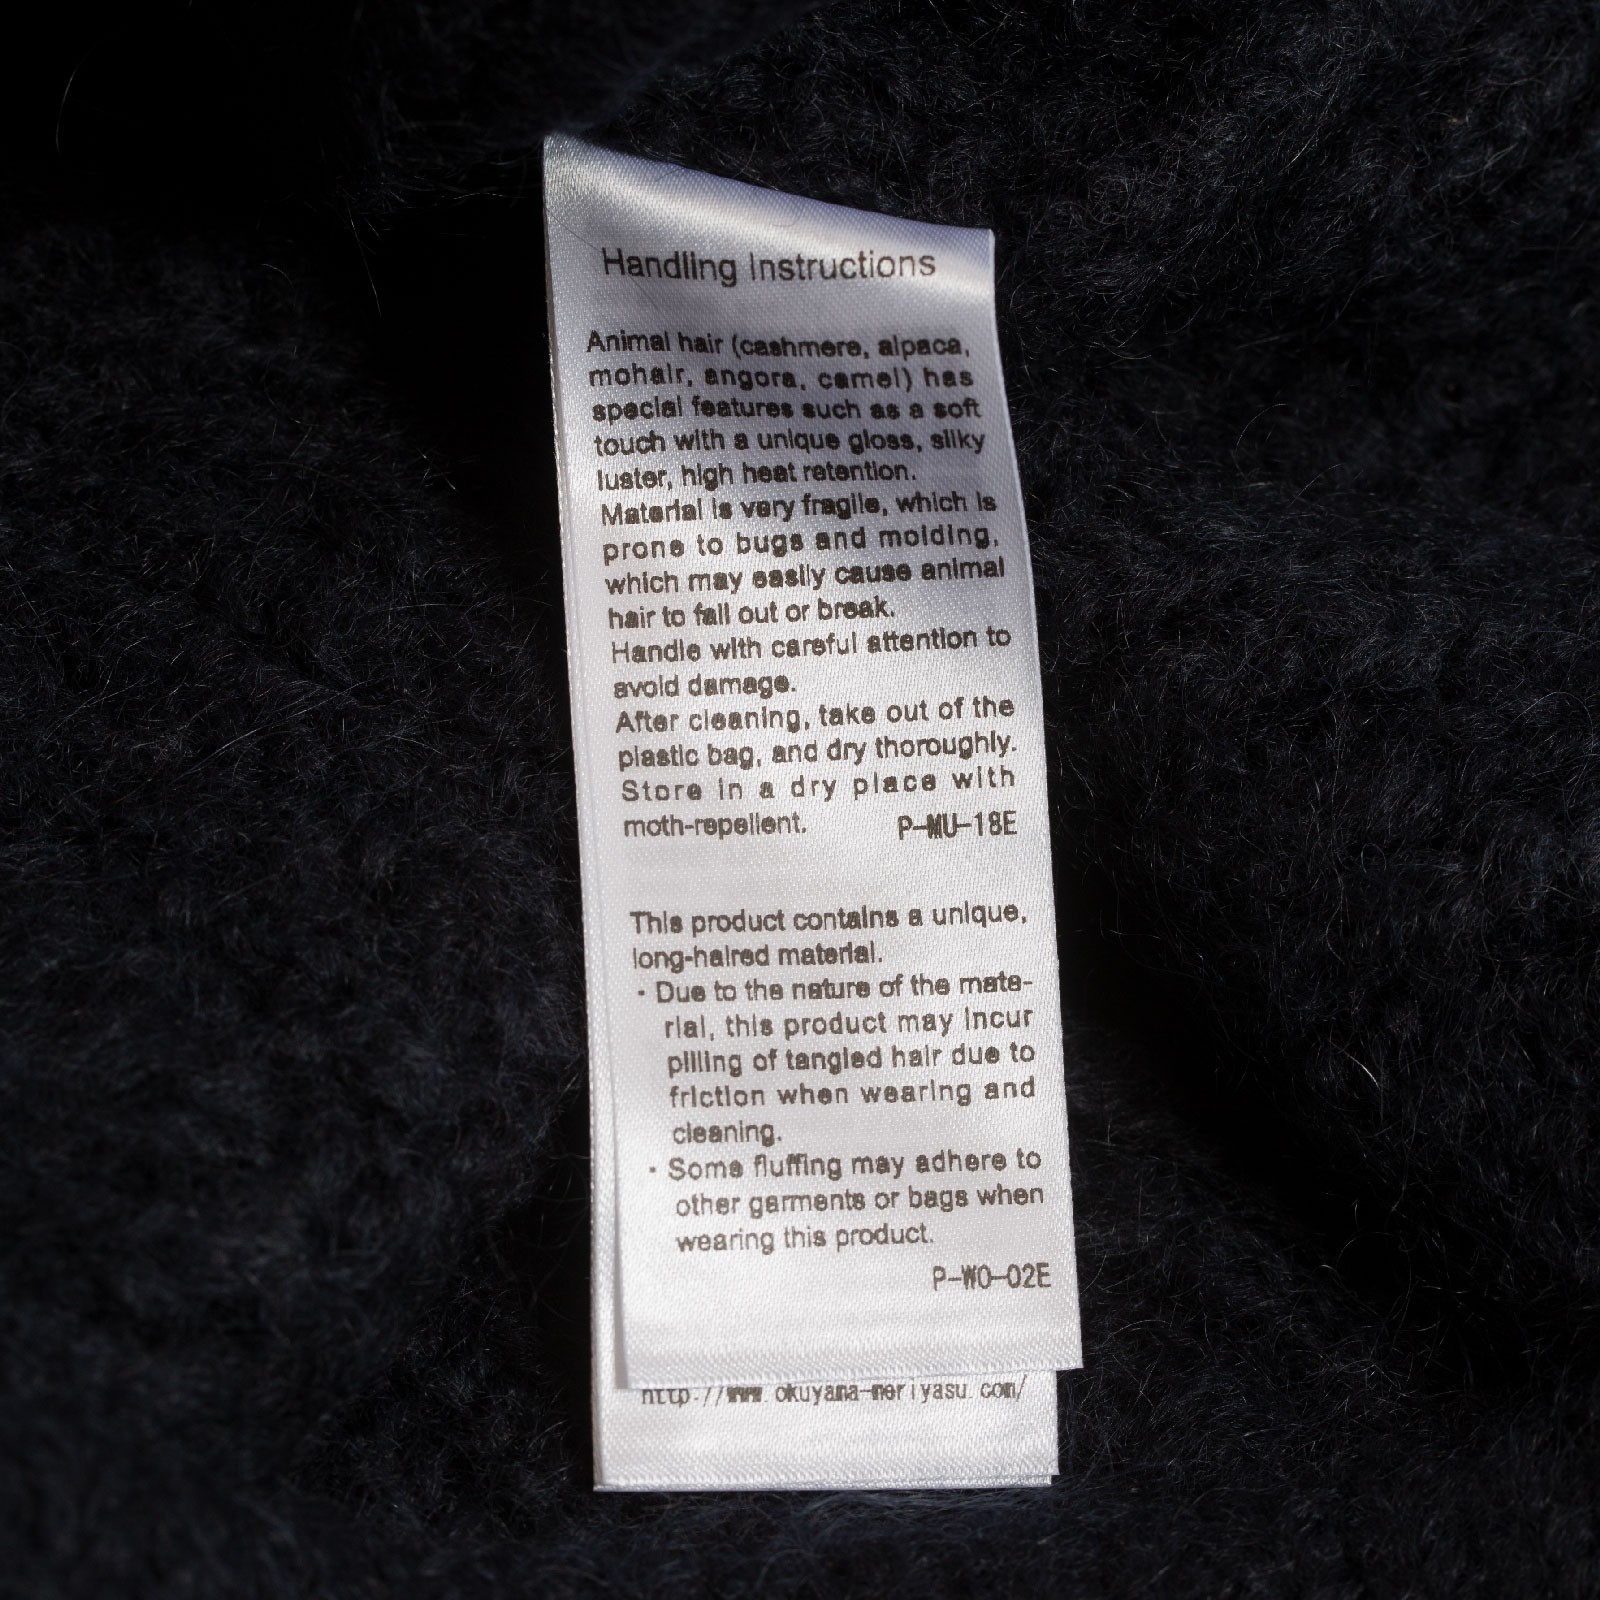 Handling Instructions
Animal hair (cashmere, alpaca,
mohair, angora, camel) has
special features such as a soft
touch with a unique gloss, silky
luster, high heat retention.
Material is very fragile, which is
prone to bugs and molding,
which may easily cause animal
hair to fall out or break.
Handle with careful attention to
avoid damage.
After cleaning, take out of the
plastic bag, and dry thoroughly.
Store in a dry place with
moth-repellent. P-MU-18E
This product contains a unique,
long-haired material.
・Due to the nature of the mate-
rial, this product may incur
pilling of tangled hair due to
friction when wearing and
cleaning.
・Some fluffing may adhere to
other garments or bags when
wearing this product.
P-WO-02E
http://www.okuyama-meriyasu.com/